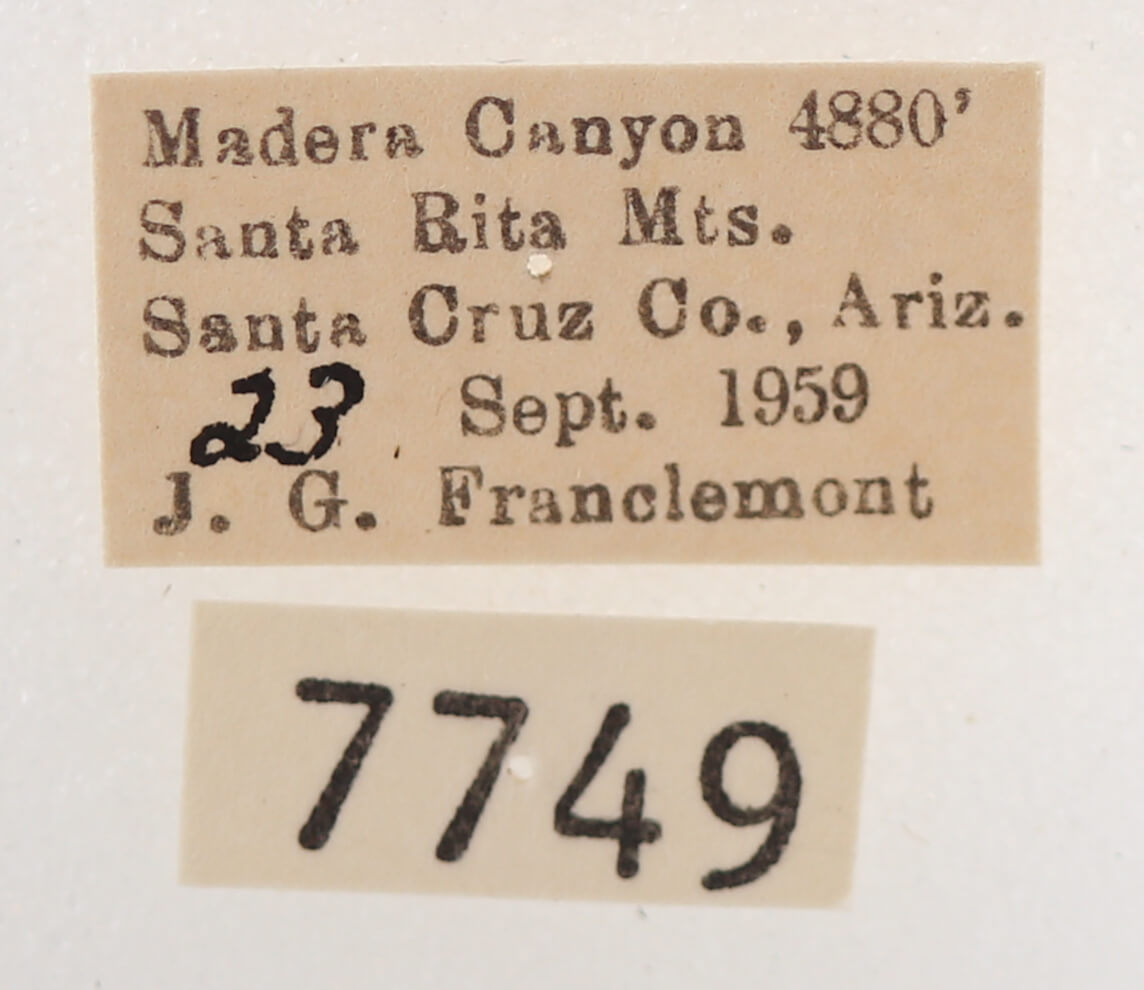 Madera Canyon 4880'
Santa Rita Mts.
Santa Cruz Co., Ariz.
23 Sept. 1959
J. G. Franclemont
7749